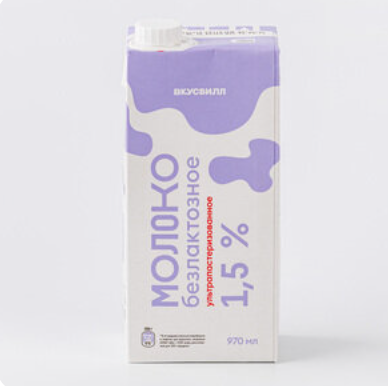 ВКУСВИЛЛ
МОЛОКО
безлактозное
ультрапастеризованное
1,5 %
970 мл